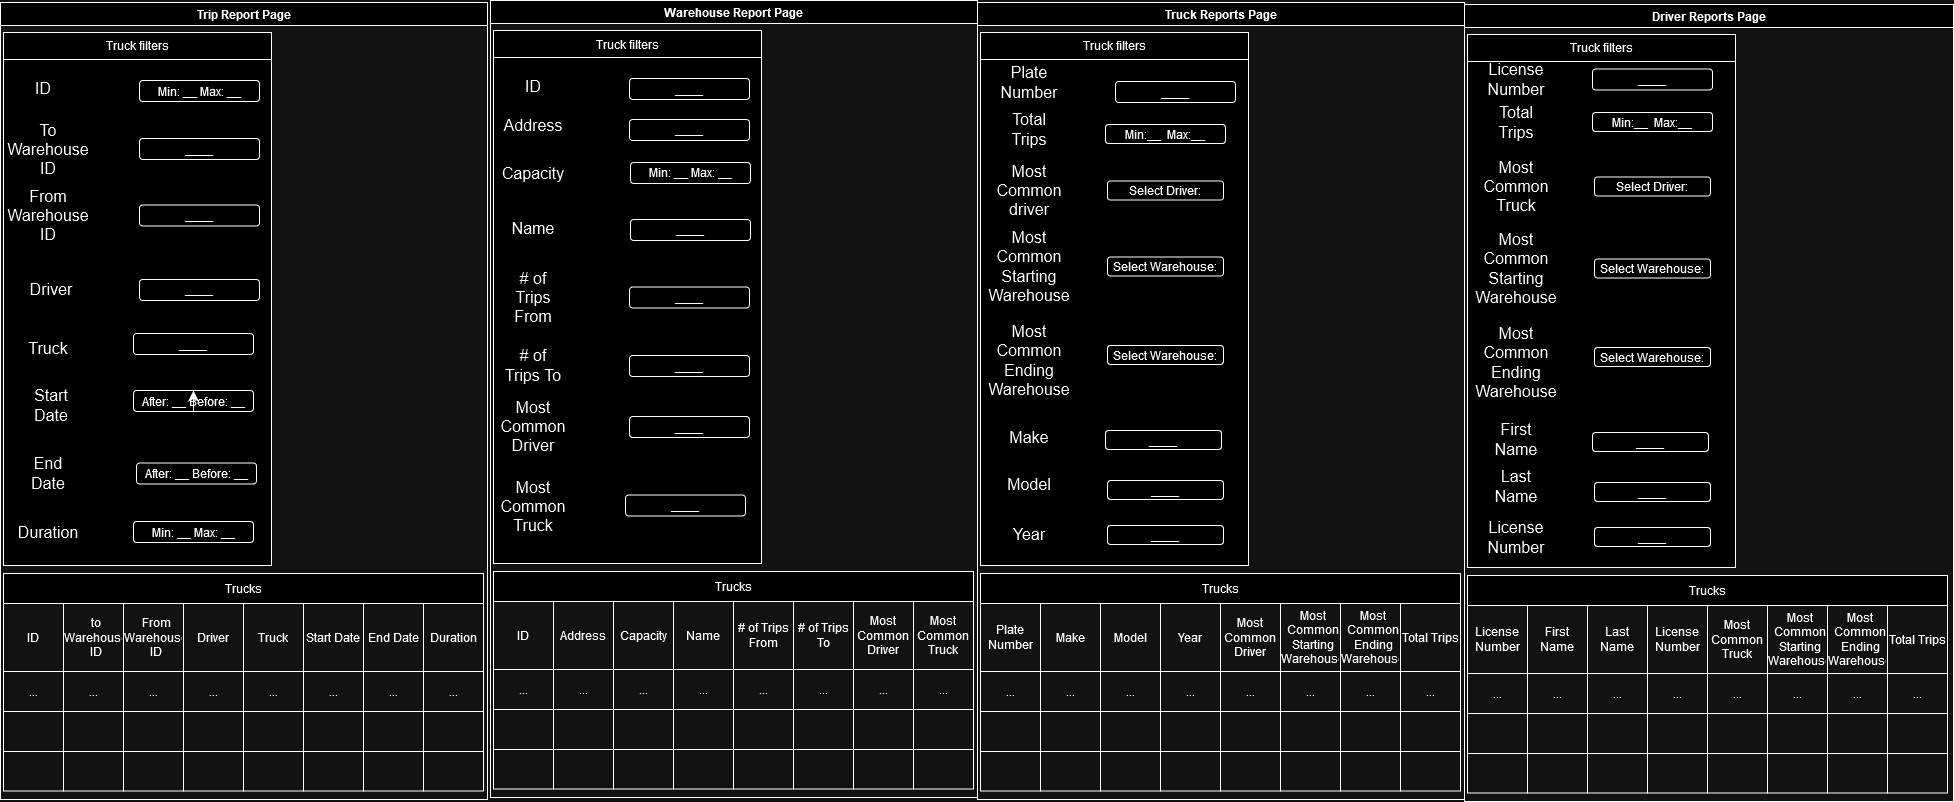 Trip Report Page
Truck filters
ID
Min: __ Max: __
To
Warehouse
ID
____
From
Warehouse
ID
____
Driver
____
Truck
____
Start
Date
After: __ Before: __
End
Date
After: __ Before: __
Duration
Min: __ Max: __
Trucks
ID
to
Warehous
ID
From
Warehous
ID
Driver
Truck
Start Date
End Date
Duration
...
...
...
...
...
...
...
...
Warehouse Report Page
Truck filters
ID
____
Address
____
Capacity
Min: __ Max: __
Name
____
# of
Trips
From
____
# of
Trips To
____
Most
Common
Driver
____
Most
Common
Truck
____
Trucks
ID
Address
Capacity
Name
# of Trips
From
# of Trips
To
Most
Common
Driver
Most
Common
Truck
...
...
...
...
...
...
...
...
Truck Reports Page
Truck filters
Plate
Number
____
Total
Trips
Min:__ Max:__
Most
Common
driver
Select Driver:
Most
Common
Starting
Warehouse
Select Warehouse:
Most
Common
Ending
Warehouse
Select Warehouse:
Make
____
Model
____
Year
____
Trucks
Plate
Number
Make
Model
Year
Most
Common
Driver
Most
Common
Starting
Warehous
Most
Common
Ending
Warehous
Total Trips
...
...
...
...
...
...
...
...
Driver Reports Page
Truck filters
License
Number
____
Total
Trips
Min:__ Max:__
Most
Common
Truck
Select Driver:
Most
Common
Starting
Warehouse
Select Warehouse:
Most
Common
Ending
Warehouse
Select Warehouse:
First
Name
____
Last
Name
____
License
Number
____
Trucks
License
Number
First
Name
Last
Name
License
Number
Most
Common
Truck
Most
Common
Starting
Warehous
Most
Common
Ending
Warehous
Total Trips
...
...
...
...
...
...
...
...